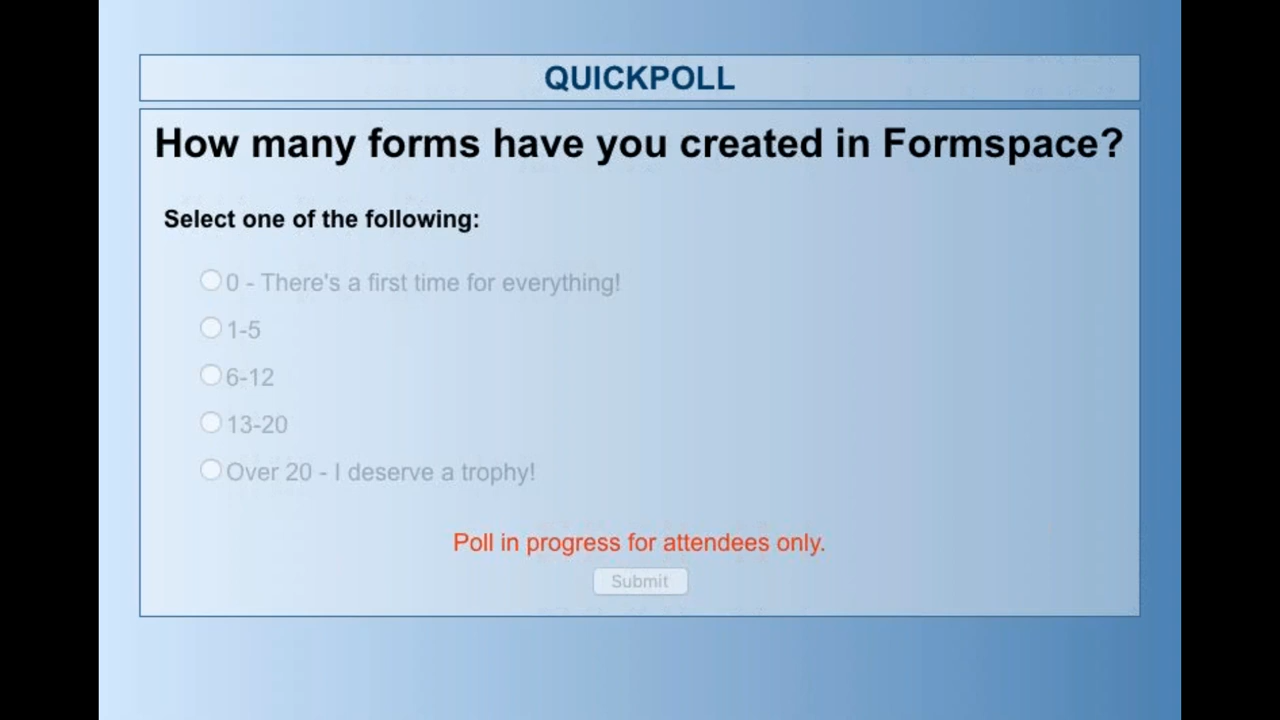 QUICKPOLL
How many forms have you created in Formspace?
Select one of the following:
0 - There's a first time for everything!
1-5
6-12
13-20
Over 20 - I deserve a trophy!
Poll in progress for attendees only.
Submit